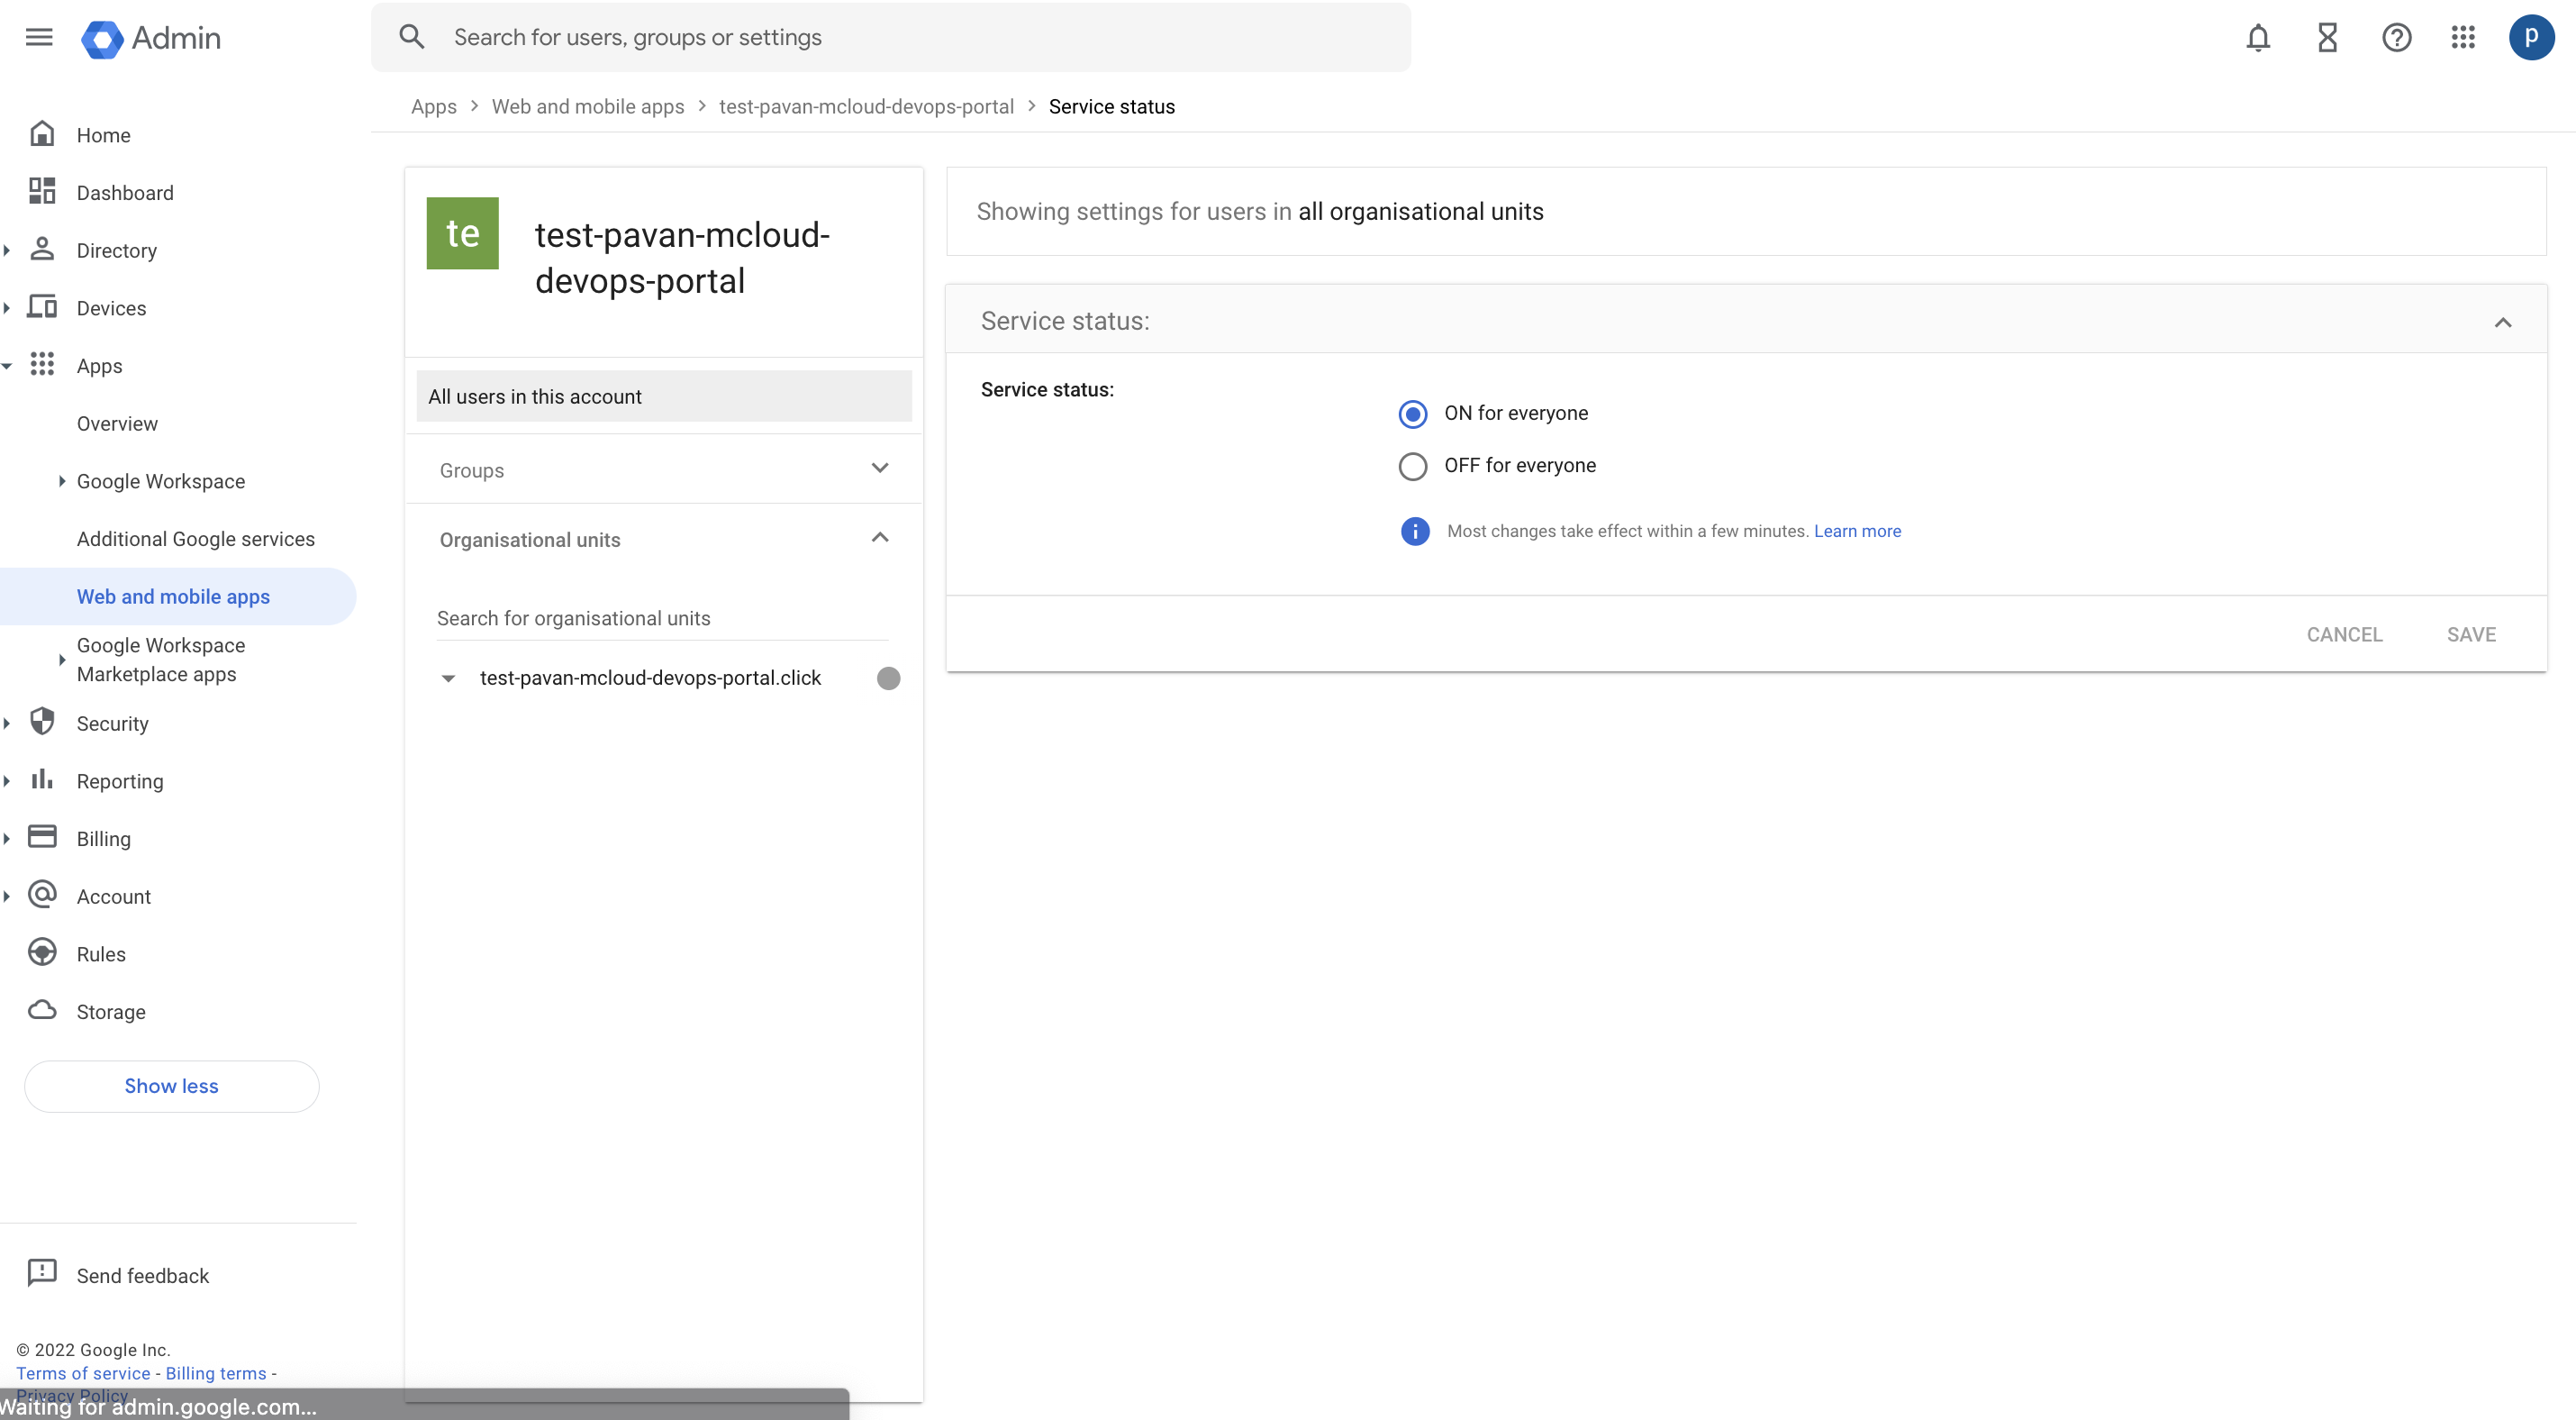 Admin
Search for users, groups or settings
p
Apps > Web and mobile apps > test-pavan-mcloud-devops-portal > Service status
Home
Dashboard
Directory
Devices
Apps
Overview
Google Workspace
Additional Google services
Web and mobile apps
Google Workspace
Marketplace apps
Security
Reporting
Billing
Account
Rules
Storage
Show less
Send feedback
© 2022 Google Inc.
Terms of service - Billing terms -
Privacy Policy
Waiting for admin.google.com...
te
test-pavan-mcloud-
devops-portal
All users in this account
Groups
Organisational units
Search for organisational units
test-pavan-mcloud-devops-portal.click
Showing settings for users in all organisational units
Service status:
Service status:
ON for everyone
OFF for everyone
Most changes take effect within a few minutes. Learn more
CANCEL SAVE